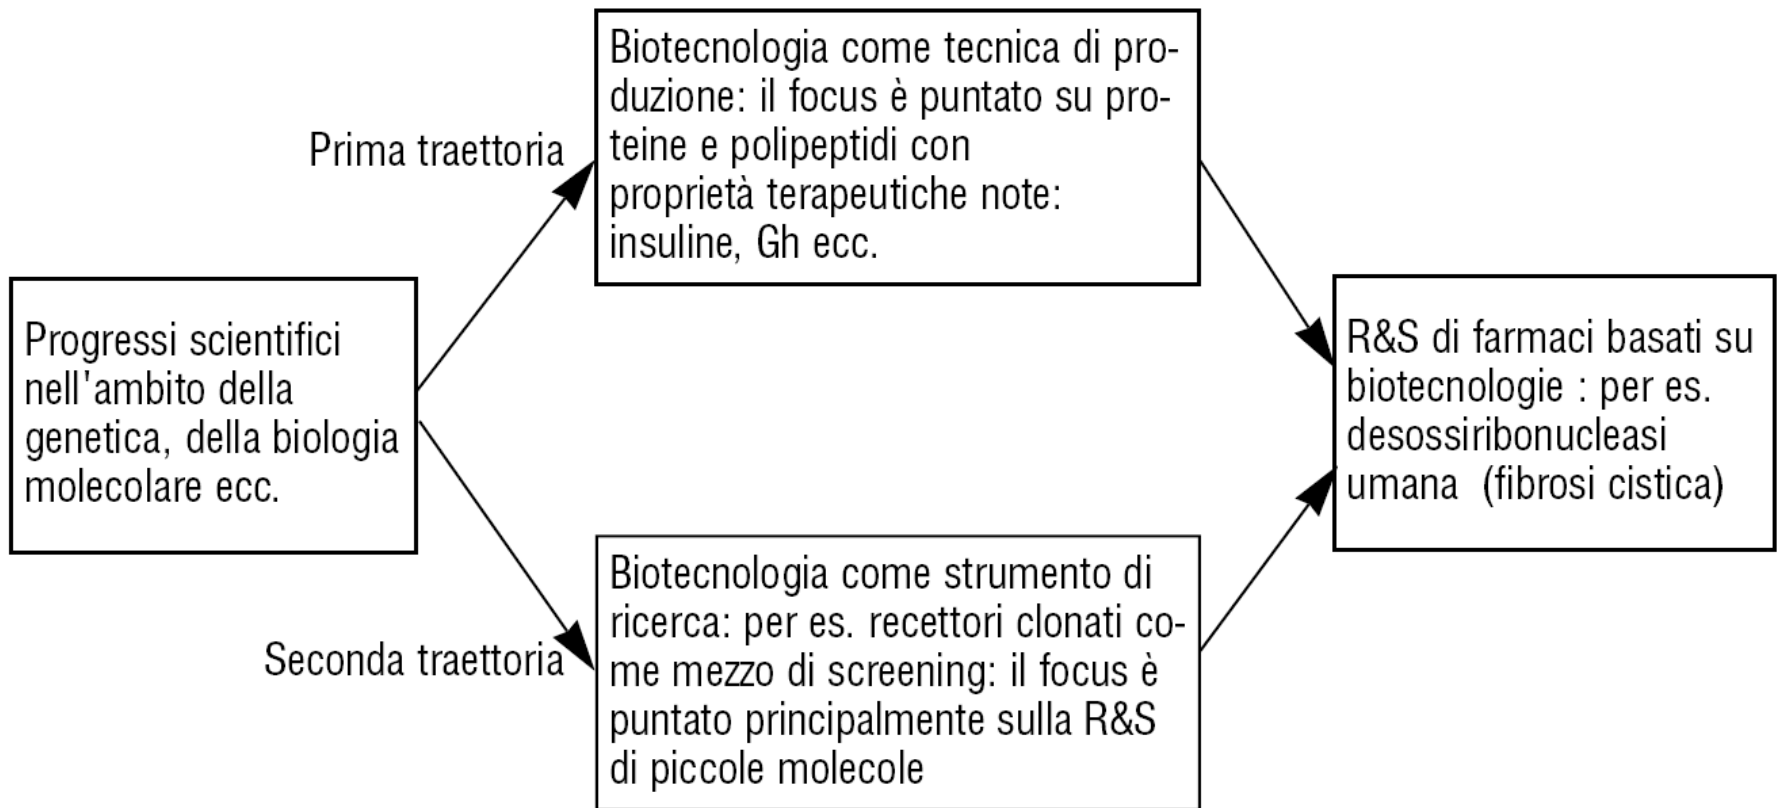 Biotecnologia come tecnica di pro-
duzione: il focus è puntato su pro-
teine e polipeptidi con
proprietà terapeutiche note:
insuline, Gh ecc.
Prima traettoria
Progressi scientifici
nell'ambito della
genetica, della biologia
molecolare ecc.
R&S di farmaci basati su
biotecnologie : per es.
desossiribonucleasi
umana (fibrosi cistica)
Seconda traettoria
Biotecnologia come strumento di
ricerca: per es. recettori clonati co-
me mezzo di screening: il focus è
puntato principalmente sulla R&S
di piccole molecole